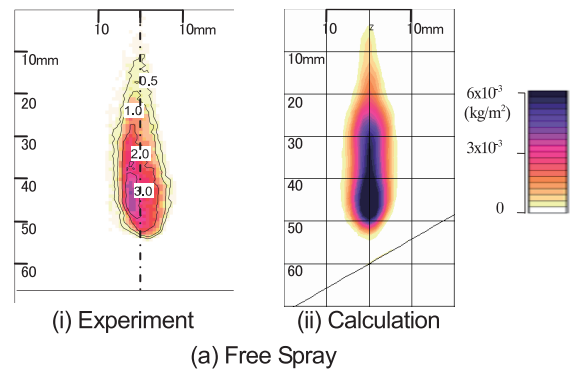 10 10mm
10mm
0.5
20
1.0
30
2.0
40
3.0
50
60
(i) Experiment
10 z 10mm
10mm
20
30
40
50
60
(ii) Calculation
6x10⁻³
(kg/m²)
3x10⁻³
0
(a) Free Spray